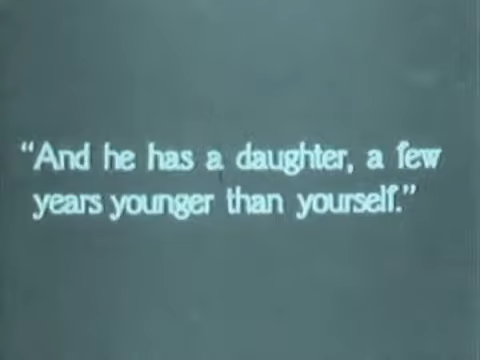 “And he has a daughter, a few
years younger than yourself.”